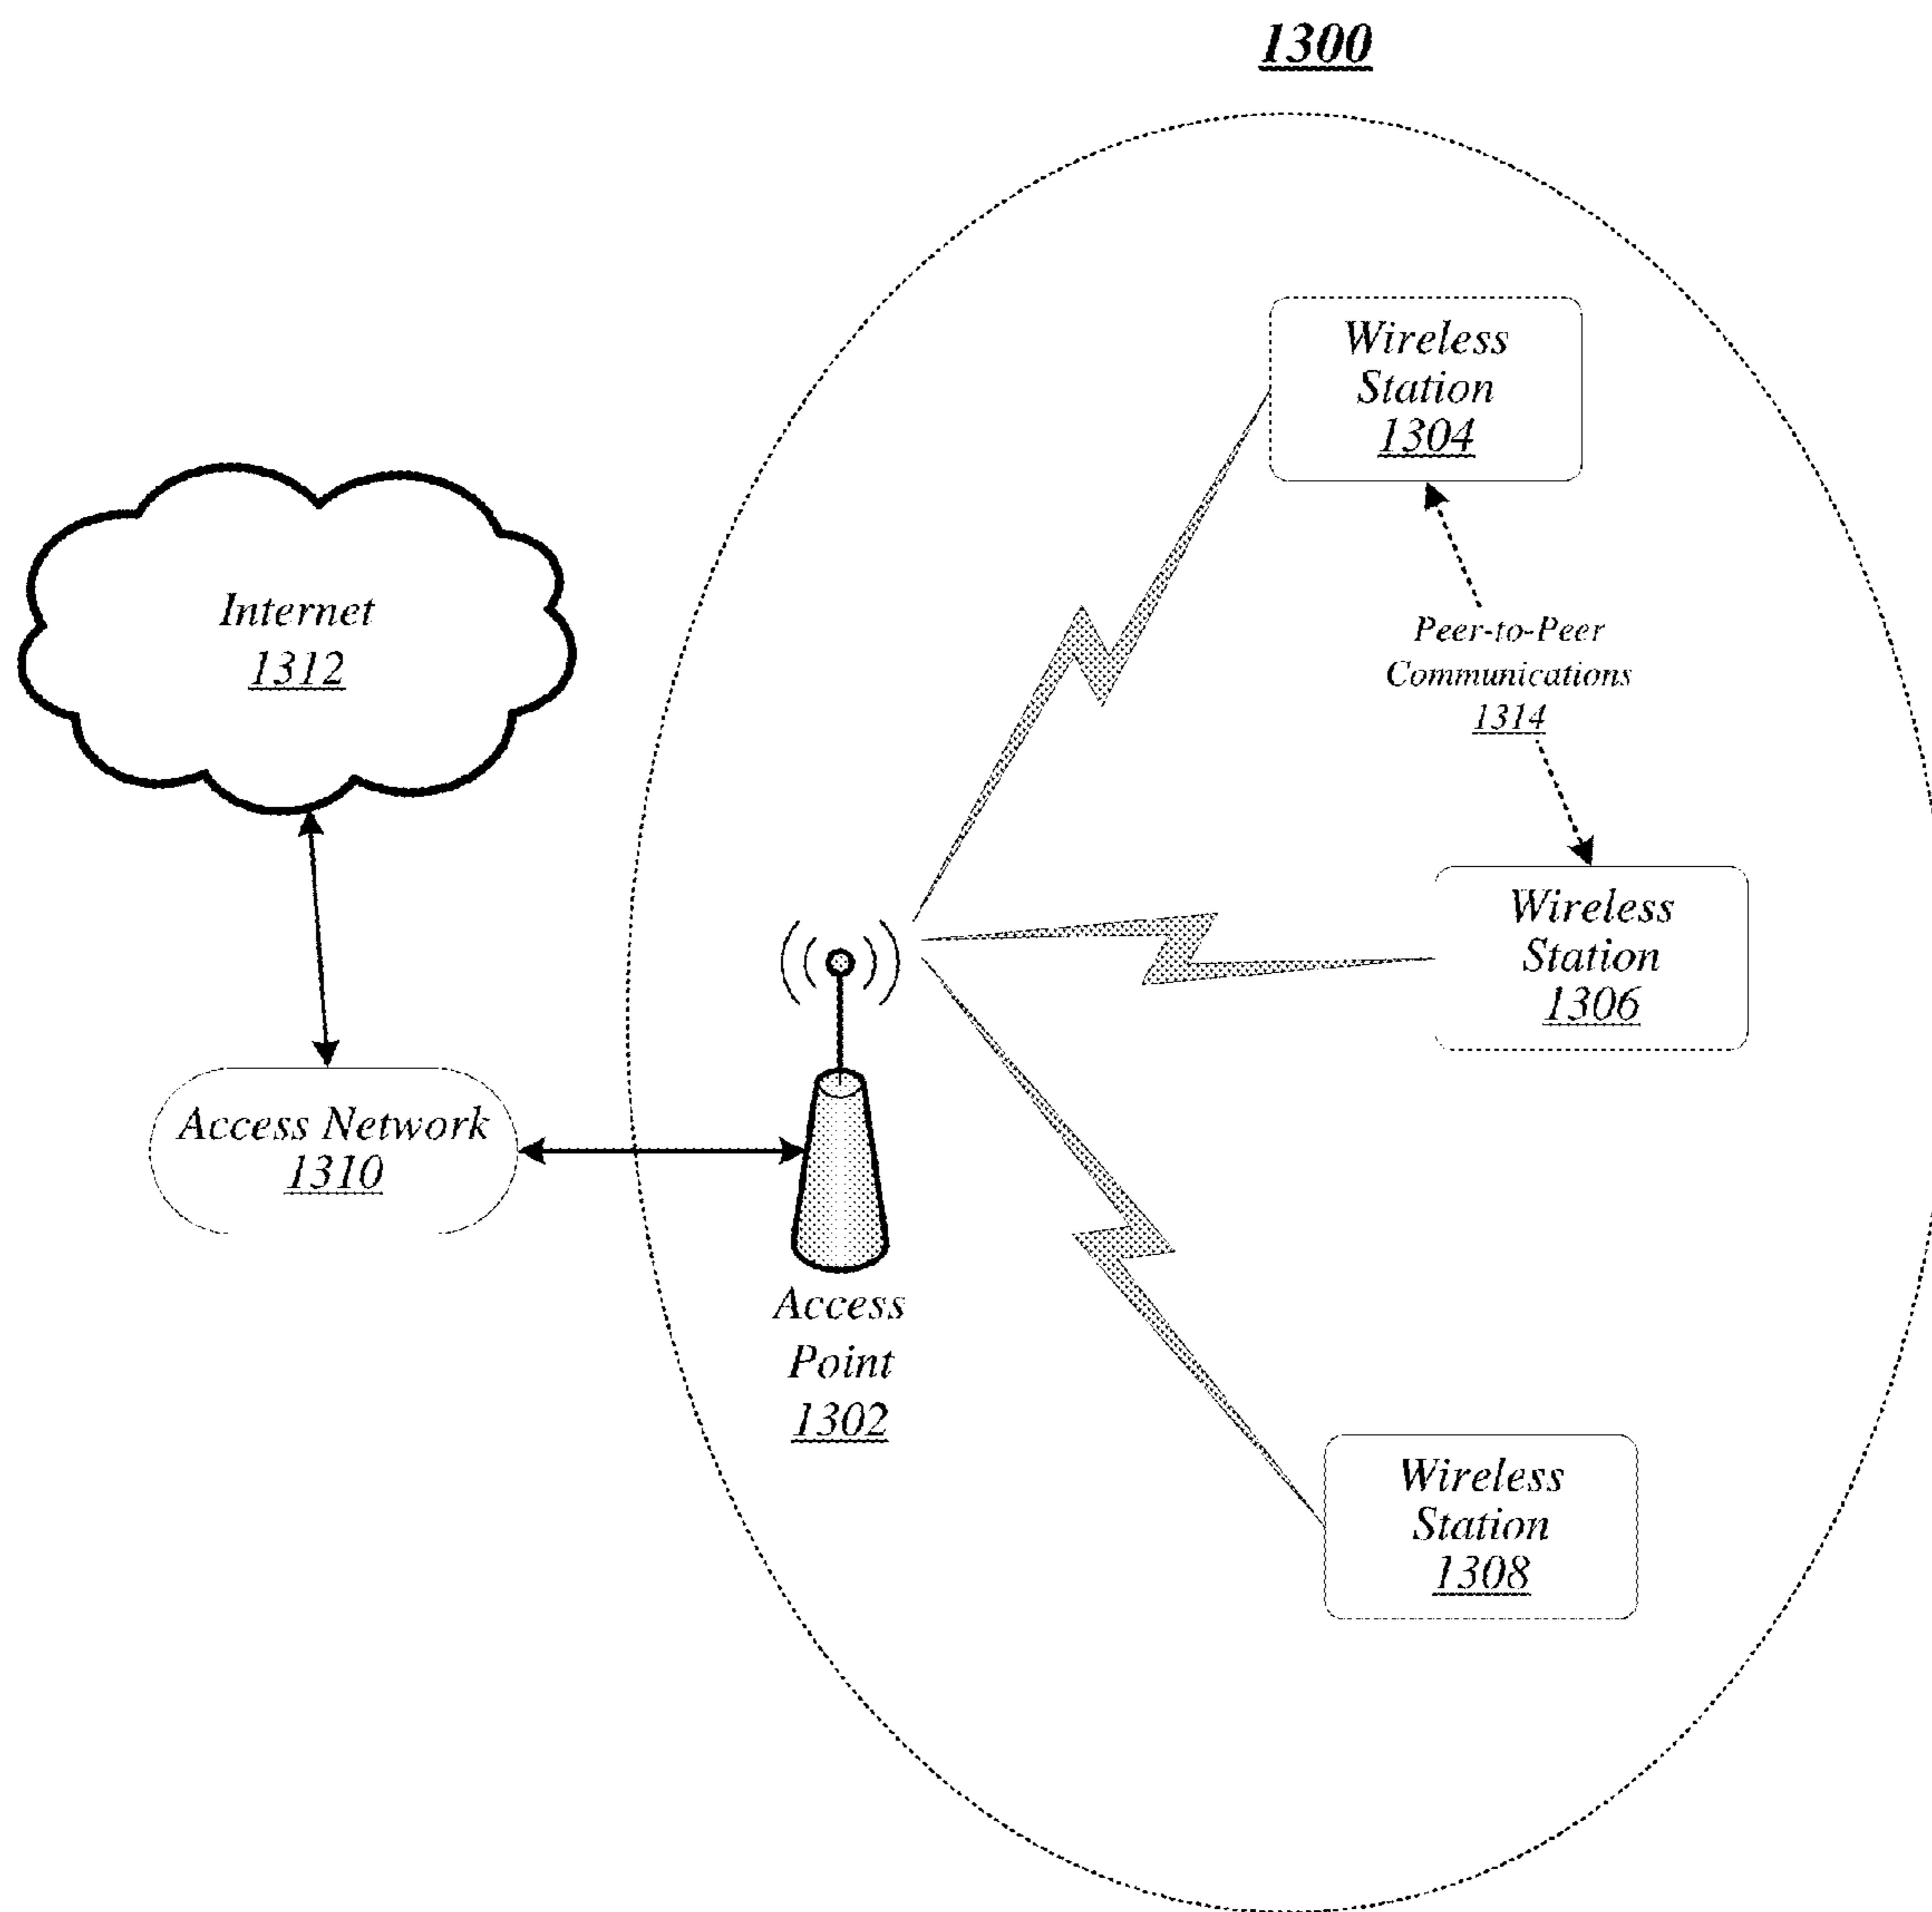 1300
Wireless
Station
1304
Internet
1312
Peer-to-Peer
Communications
1314
Wireless
Station
1306
Access Network
1310
Access
Point
1302
Wireless
Station
1308